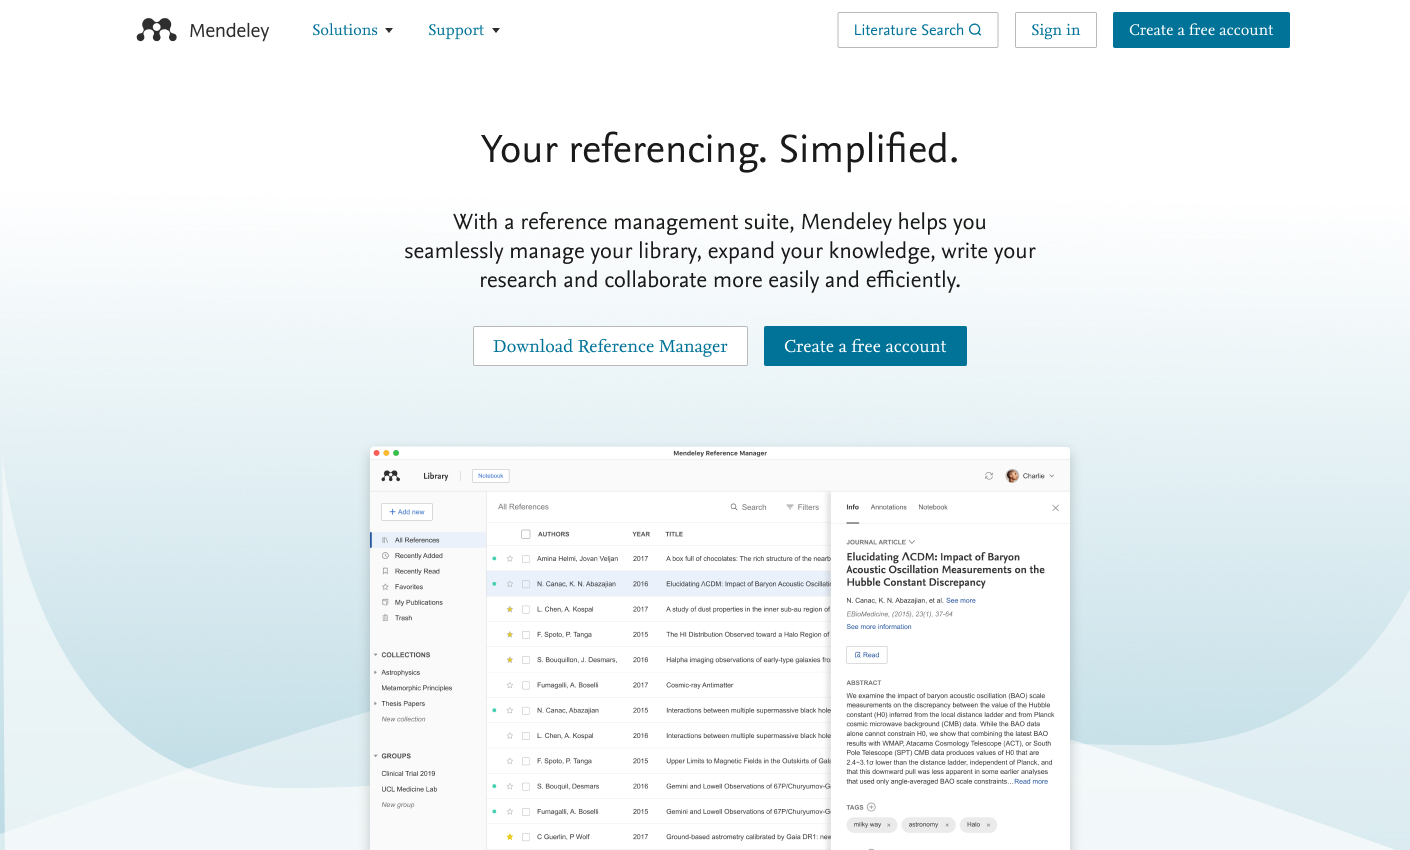 Mendeley
Solutions
Support
Literature Search
Sign in
Create a free account
Your referencing. Simplified.
With a reference management suite, Mendeley helps you
seamlessly manage your library, expand your knowledge, write your
research and collaborate more easily and efficiently.
Download Reference Manager
Create a free account
Mendeley Reference Manager
Library
Notebook
Charlie
+ Add new
All References
Recently Added
Recently Read
Favorites
My Publications
Trash
COLLECTIONS
Astrophysics
Metamorphic Principles
Thesis Papers
New collection
GROUPS
Clinical Trial 2019
UCL Medicine Lab
New group
All References
Search
Filters
AUTHORS YEAR TITLE
Amina Helmi, Jovan Veljan 2017 A box full of chocolates: The rich structure of the nearb
N. Canac, K. N. Abazajian 2016 Elucidating ΛCDM: Impact of Baryon Acoustic Oscillatio
L. Chen, A. Kospal 2017 A study of dust properties in the inner sub-au region of
F. Spoto, P. Tanga 2015 The HI Distribution Observed toward a Halo Region of
S. Bouquillon, J. Desmars, 2016 Halpha imaging observations of early-type galaxies fro
Fumagalli, A. Boselli 2017 Cosmic-ray Antimatter
N. Canac, Abazajian 2015 Interactions between multiple supermassive black hole
L. Chen, A. Kospal 2016 Interactions between multiple supermassive black hole
F. Spoto, P. Tanga 2015 Upper Limits to Magnetic Fields in the Outskirts of Gala
S. Bouquil, Desmars 2016 Gemini and Lowell Observations of 67P/Churyumov-G
Fumagalli, A. Boselli 2015 Gemini and Lowell Observations of 67P/Churyumov-G
C Guerlin, P Wolf 2017 Ground-based astrometry calibrated by Gaia DR1: new
Info
Annotations
Notebook
JOURNAL ARTICLE
Elucidating ΛCDM: Impact of Baryon
Acoustic Oscillation Measurements on the
Hubble Constant Discrepancy
N. Canac, K. N. Abazajian, et al. See more
EBioMedicine, (2015), 23(1), 37-64
See more information
Read
ABSTRACT
We examine the impact of baryon acoustic oscillation (BAO) scale
measurements on the discrepancy between the value of the Hubble
constant (H0) inferred from the local distance ladder and from Planck
cosmic microwave background (CMB) data. While the BAO data
alone cannot constrain H0, we show that combining the latest BAO
results with WMAP, Atacama Cosmology Telescope (ACT), or South
Pole Telescope (SPT) CMB data produces values of H0 that are
2.4−3.1σ lower than the distance ladder, independent of Planck, and
that this downward pull was less apparent in some earlier analyses
that used only angle-averaged BAO scale constraints... Read more
TAGS
milky way ×
astronomy ×
Halo ×